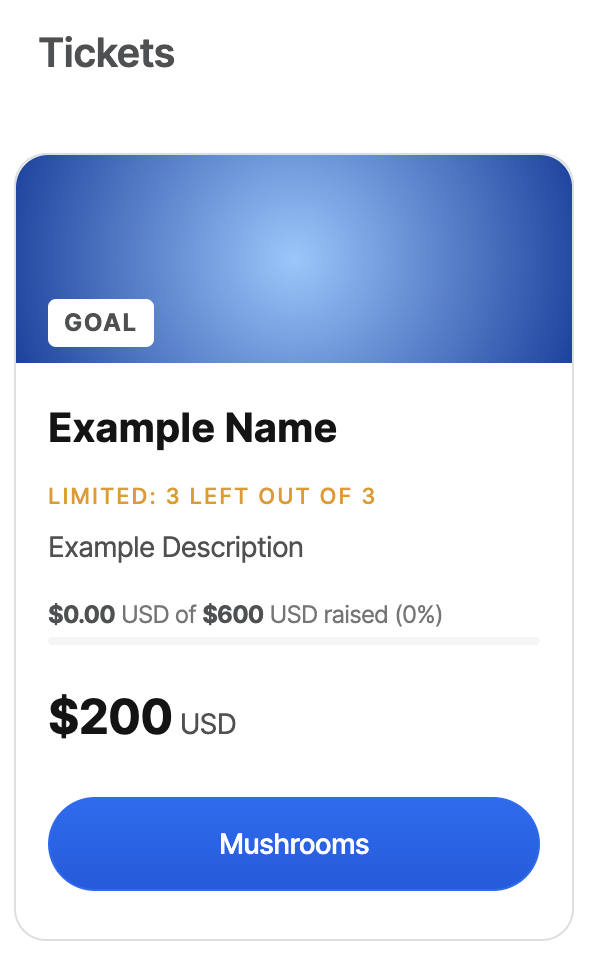 Tickets
GOAL
Example Name
LIMITED: 3 LEFT OUT OF 3
Example Description
$0.00 USD of $600 USD raised (0%)
$200 USD
Mushrooms